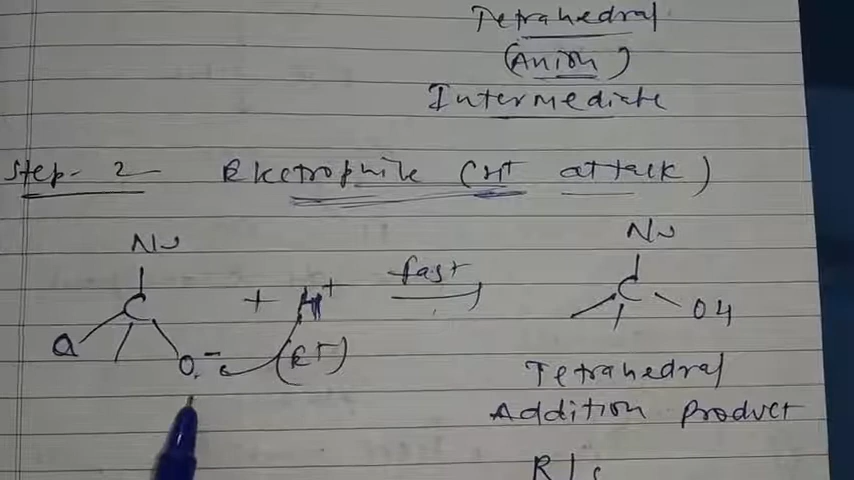 Tetrahedral
(Anion)
Intermediate
Step- 2 Electrophile (H+ attack)
Nu
C
O-
+ H+
(E+)
fast
Nu
C
OH
Tetrahedral
Addition Product
R/S